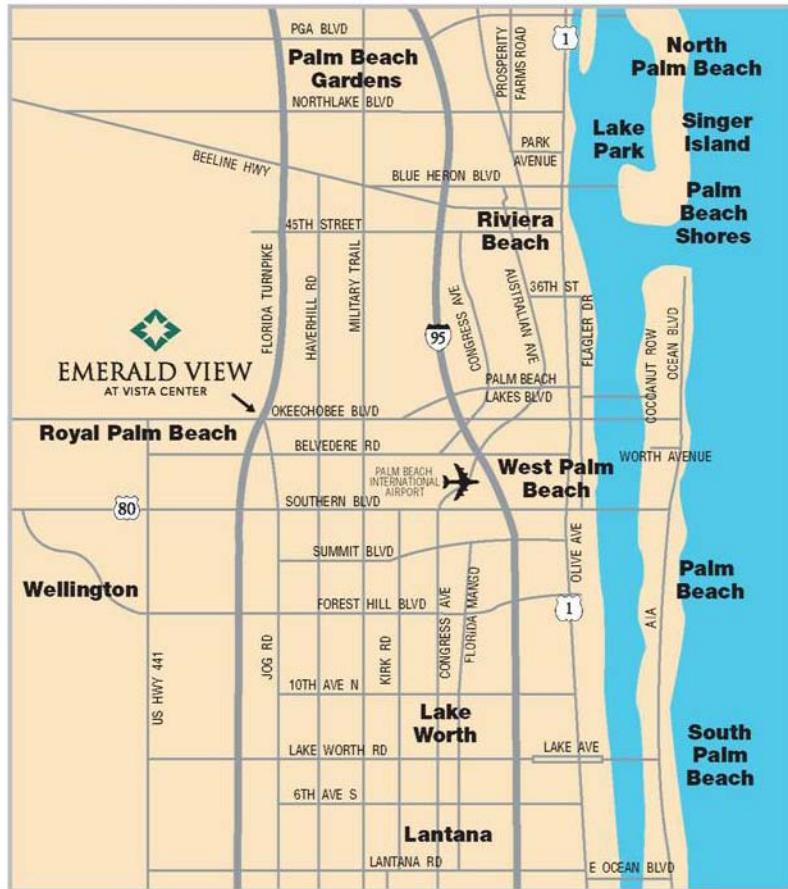 PGA BLVD
1
Palm Beach
Gardens
PROSPERITY
FARMS ROAD
North
Palm Beach
NORTHLAKE BLVD
Lake
Park
Singer
Island
PARK
AVENUE
BEELINE HWY
BLUE HERON BLVD
Palm
Beach
Shores
45TH STREET
Riviera
Beach
FLORIDA TURNPIKE
HAVERHILL RD
MILITARY TRAIL
95
CONGRESS AVE
AUSTRALIAN AVE
36TH ST
FLAGLER DR
COCOANUT ROW
OCEAN BLVD
EMERALD VIEW
AT VISTA CENTER
PALM BEACH
LAKES BLVD
OKEECHOBEE BLVD
Royal Palm Beach
BELVEDERE RD
WORTH AVENUE
PALM BEACH
INTERNATIONAL
AIRPORT
West Palm
Beach
80
SOUTHERN BLVD
SUMMIT BLVD
OLIVE AVE
Wellington
Palm
Beach
FOREST HILL BLVD
1
A1A
US HWY 441
JOG RD
KIRK RD
CONGRESS AVE
FLORIDA MANGO
10TH AVE N
Lake
Worth
LAKE WORTH RD
LAKE AVE
South
Palm
Beach
6TH AVE S
Lantana
LANTANA RD
E OCEAN BLVD